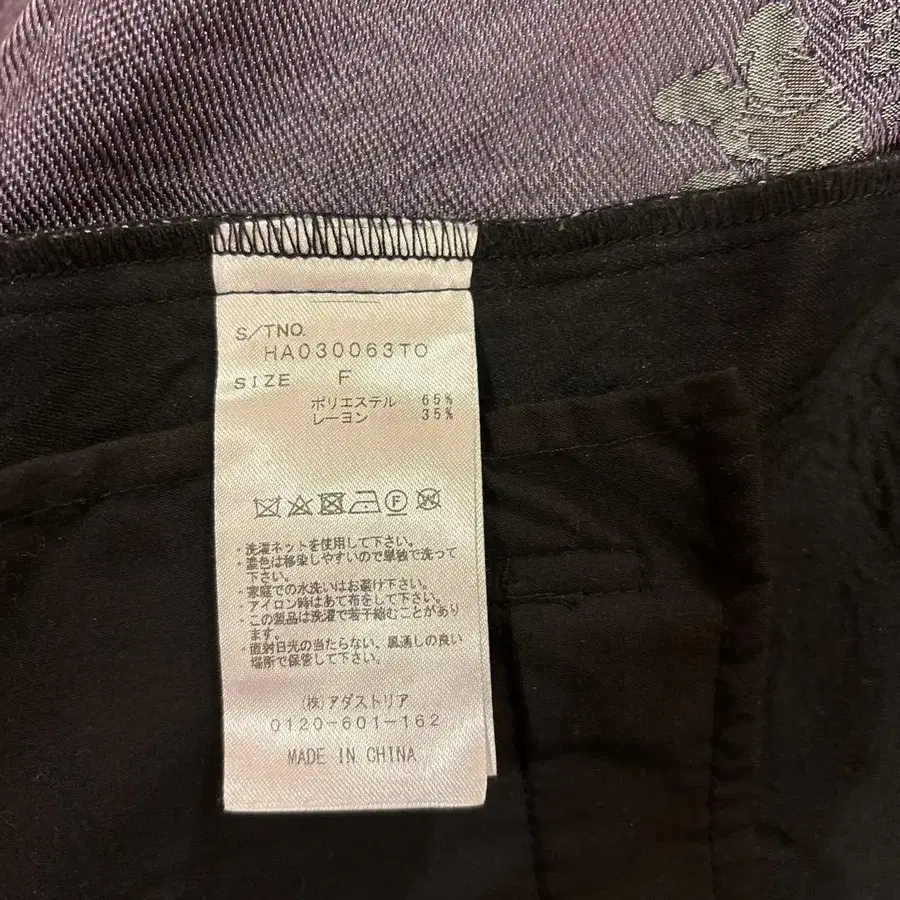 S/TNO.
HA030063TO
SIZE F
ポリエステル 65%
レーヨン 35%
F
・洗濯ネットを使用して下さい。
・濃色は移染しやすいので単独で洗って
下さい。
・家庭での水洗いはお避け下さい。
・アイロン時はあて布をして下さい。
・この製品は洗濯で若干縮むことがあり
ます。
・直射日光の当たらない、風通しの良い
場所で保管して下さい。
(株)アダストリア
0120-601-162
MADE IN CHINA